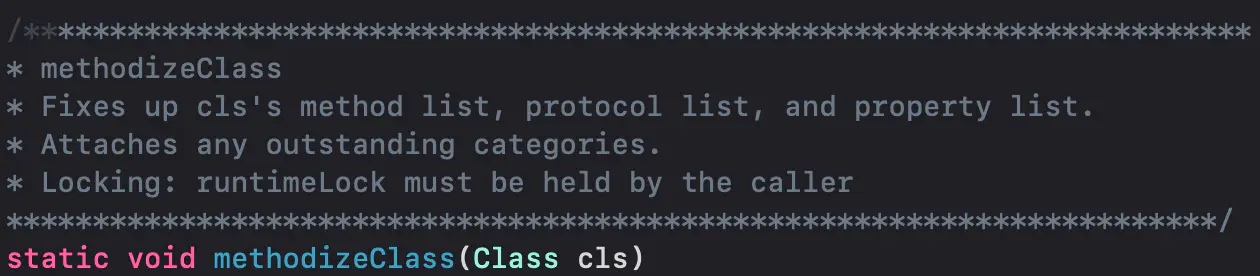 /***********************************************************************
* methodizeClass
* Fixes up cls's method list, protocol list, and property list.
* Attaches any outstanding categories.
* Locking: runtimeLock must be held by the caller
**********************************************************************/
static void methodizeClass(Class cls)